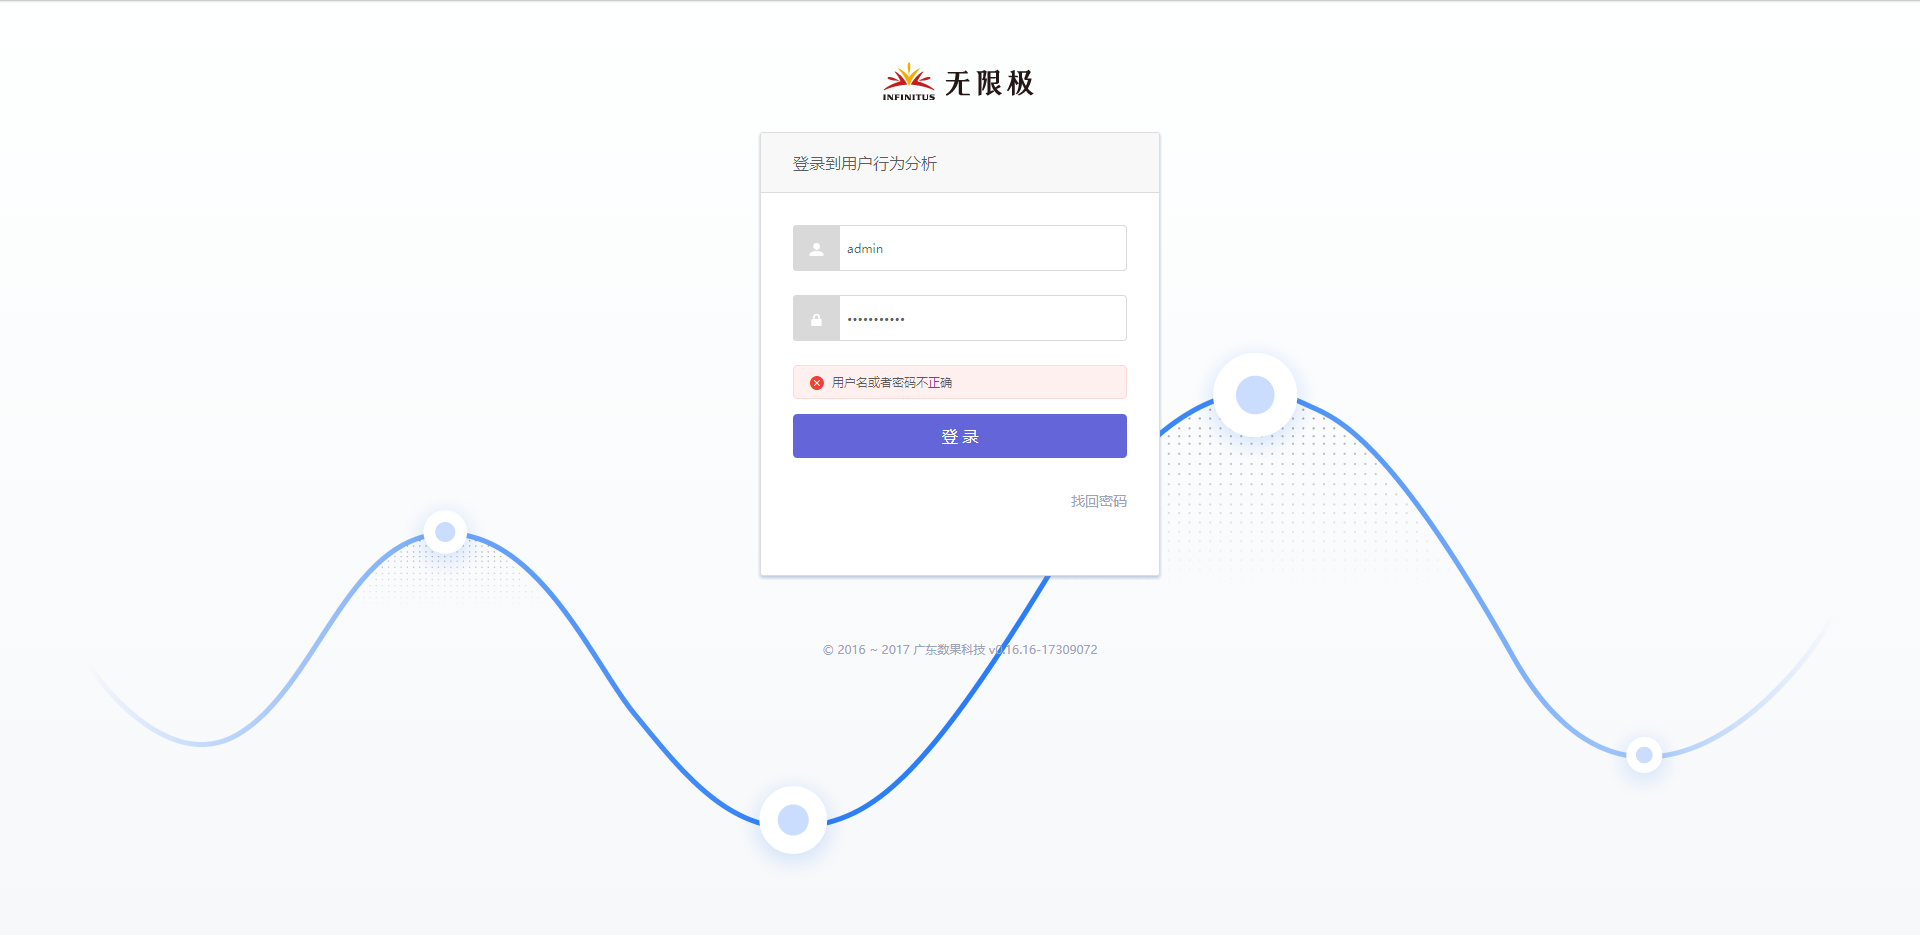 INFINITUS 无限极
登录到用户行为分析
admin
•••••••••••
用户名或者密码不正确
登 录
找回密码
© 2016 ~ 2017 广东数果科技 v0.16.16-17309072